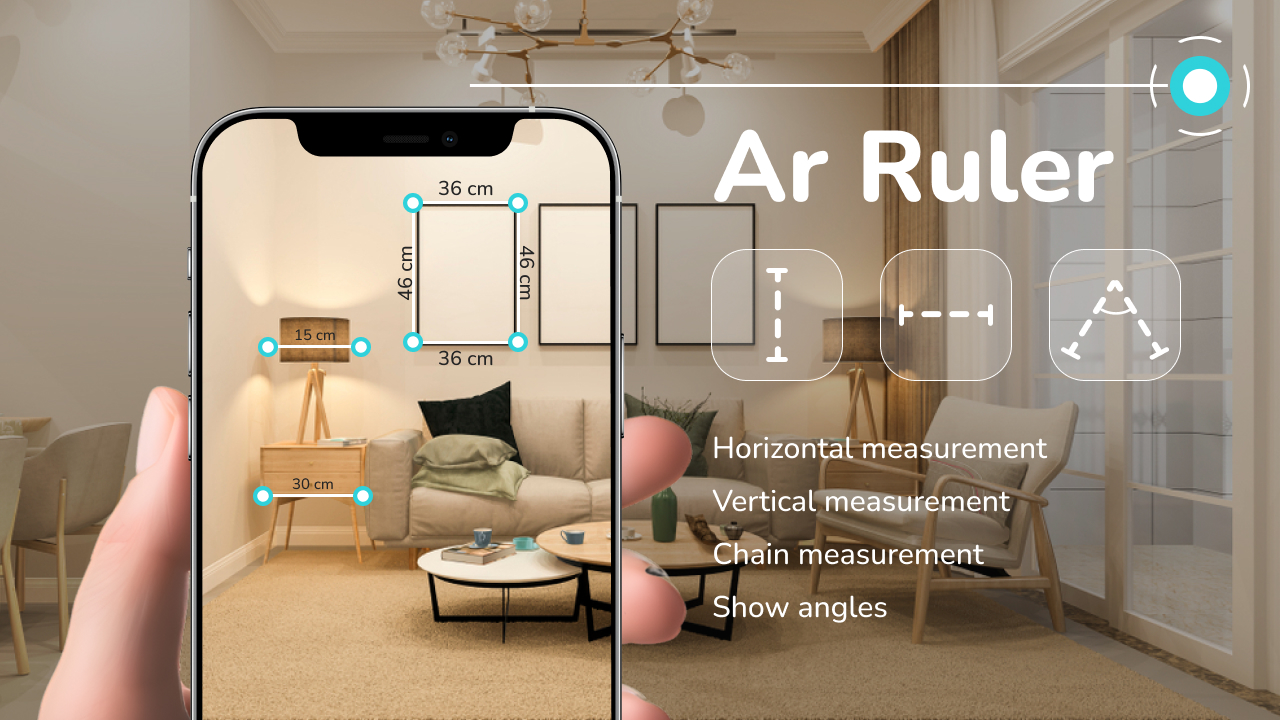 Ar Ruler
36 cm
46 cm
46 cm
36 cm
15 cm
30 cm
Horizontal measurement
Vertical measurement
Chain measurement
Show angles